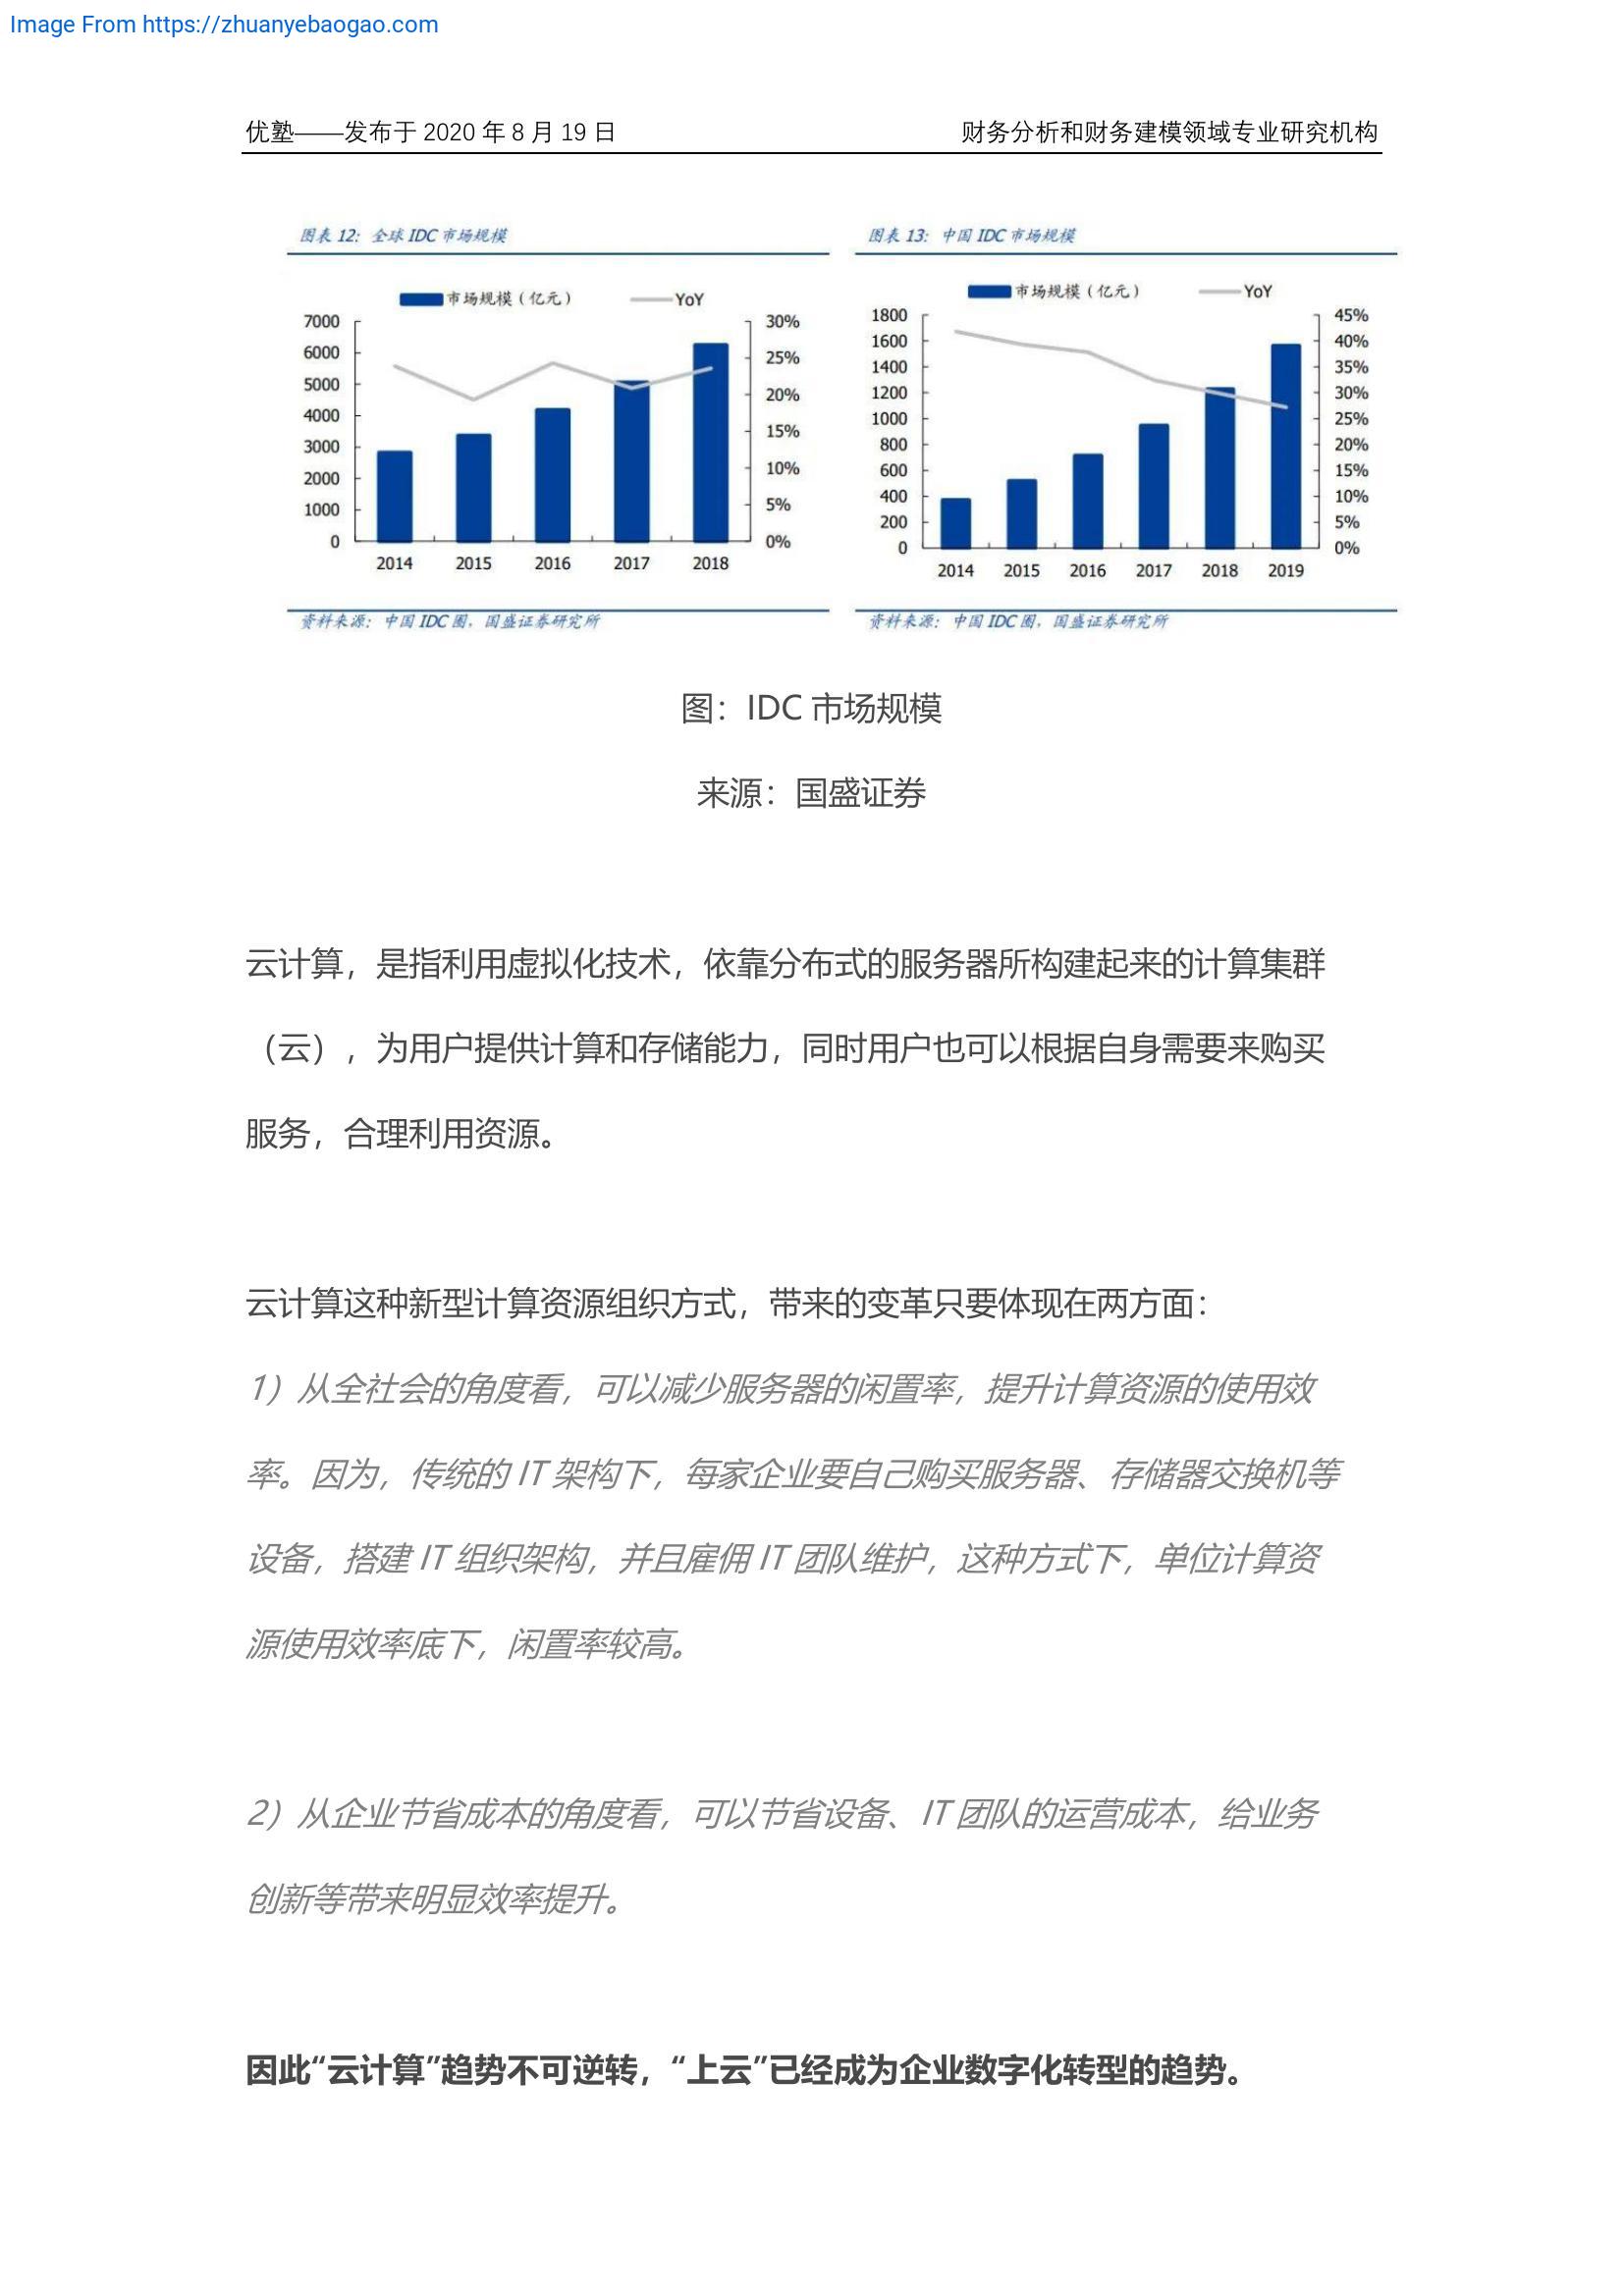 Image From https://zhuanyebaogao.com
优塾——发布于 2020 年 8 月 19 日 财务分析和财务建模领域专业研究机构
图表 12: 全球 IDC 市场规模
市场规模（亿元） YoY
7000
6000
5000
4000
3000
2000
1000
0
30%
25%
20%
15%
10%
5%
0%
2014 2015 2016 2017 2018
资料来源：中国 IDC 圈，国盛证券研究所
图表 13: 中国 IDC 市场规模
市场规模（亿元） YoY
1800
1600
1400
1200
1000
800
600
400
200
0
45%
40%
35%
30%
25%
20%
15%
10%
5%
0%
2014 2015 2016 2017 2018 2019
资料来源：中国 IDC 圈，国盛证券研究所
图：IDC 市场规模
来源：国盛证券
云计算，是指利用虚拟化技术，依靠分布式的服务器所构建起来的计算集群
（云），为用户提供计算和存储能力，同时用户也可以根据自身需要来购买
服务，合理利用资源。
云计算这种新型计算资源组织方式，带来的变革只要体现在两方面：
1）从全社会的角度看，可以减少服务器的闲置率，提升计算资源的使用效
率。因为，传统的 IT 架构下，每家企业要自己购买服务器、存储器交换机等
设备，搭建 IT 组织架构，并且雇佣 IT 团队维护，这种方式下，单位计算资
源使用效率底下，闲置率较高。
2）从企业节省成本的角度看，可以节省设备、IT 团队的运营成本，给业务
创新等带来明显效率提升。
因此“云计算”趋势不可逆转，“上云”已经成为企业数字化转型的趋势。